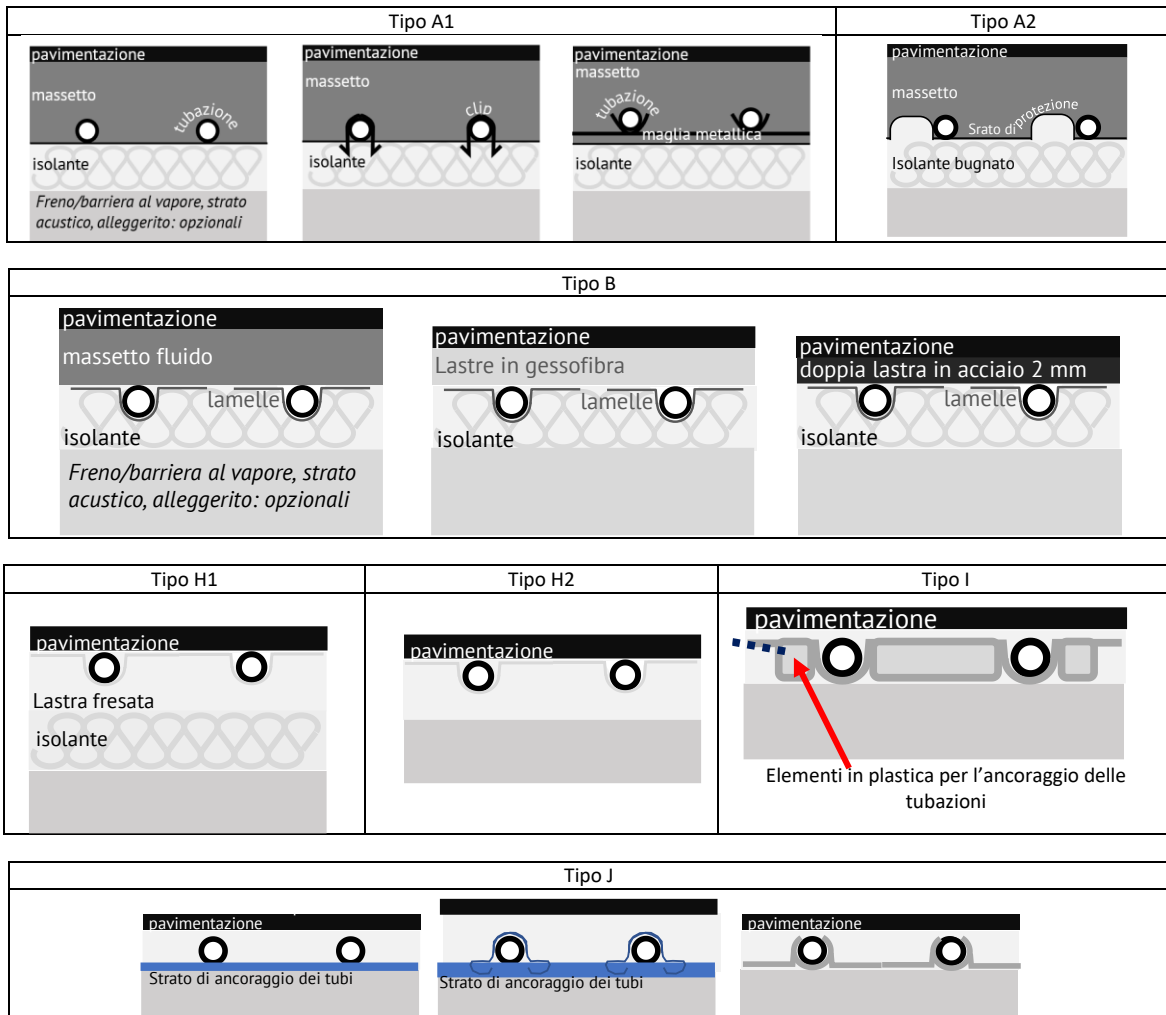 Tipo A1
Tipo A2
pavimentazione
massetto
tubazione
isolante
Freno/barriera al vapore, strato
acustico, alleggerito: opzionali
pavimentazione
massetto
clip
isolante
pavimentazione
massetto
tubazione
maglia metallica
isolante
pavimentazione
massetto
Srato di protezione
Isolante bugnato
Tipo B
pavimentazione
massetto fluido
lamelle
isolante
Freno/barriera al vapore, strato
acustico, alleggerito: opzionali
pavimentazione
Lastre in gessofibra
lamelle
isolante
pavimentazione
doppia lastra in acciaio 2 mm
lamelle
isolante
Tipo H1
Tipo H2
Tipo I
pavimentazione
Lastra fresata
isolante
pavimentazione
pavimentazione
Elementi in plastica per l'ancoraggio delle
tubazioni
Tipo J
pavimentazione
Strato di ancoraggio dei tubi
Strato di ancoraggio dei tubi
pavimentazione